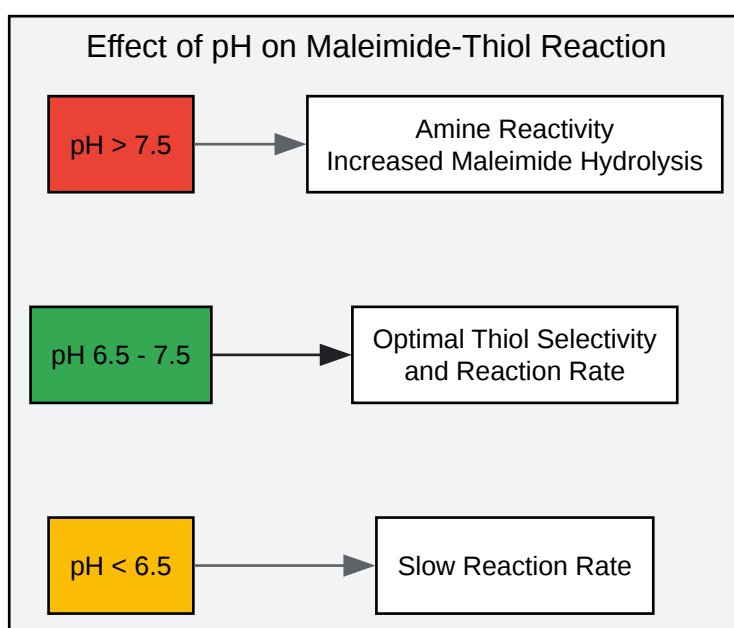 Effect of pH on Maleimide-Thiol Reaction
pH > 7.5
Amine Reactivity
Increased Maleimide Hydrolysis
pH 6.5 - 7.5
Optimal Thiol Selectivity
and Reaction Rate
pH < 6.5
Slow Reaction Rate